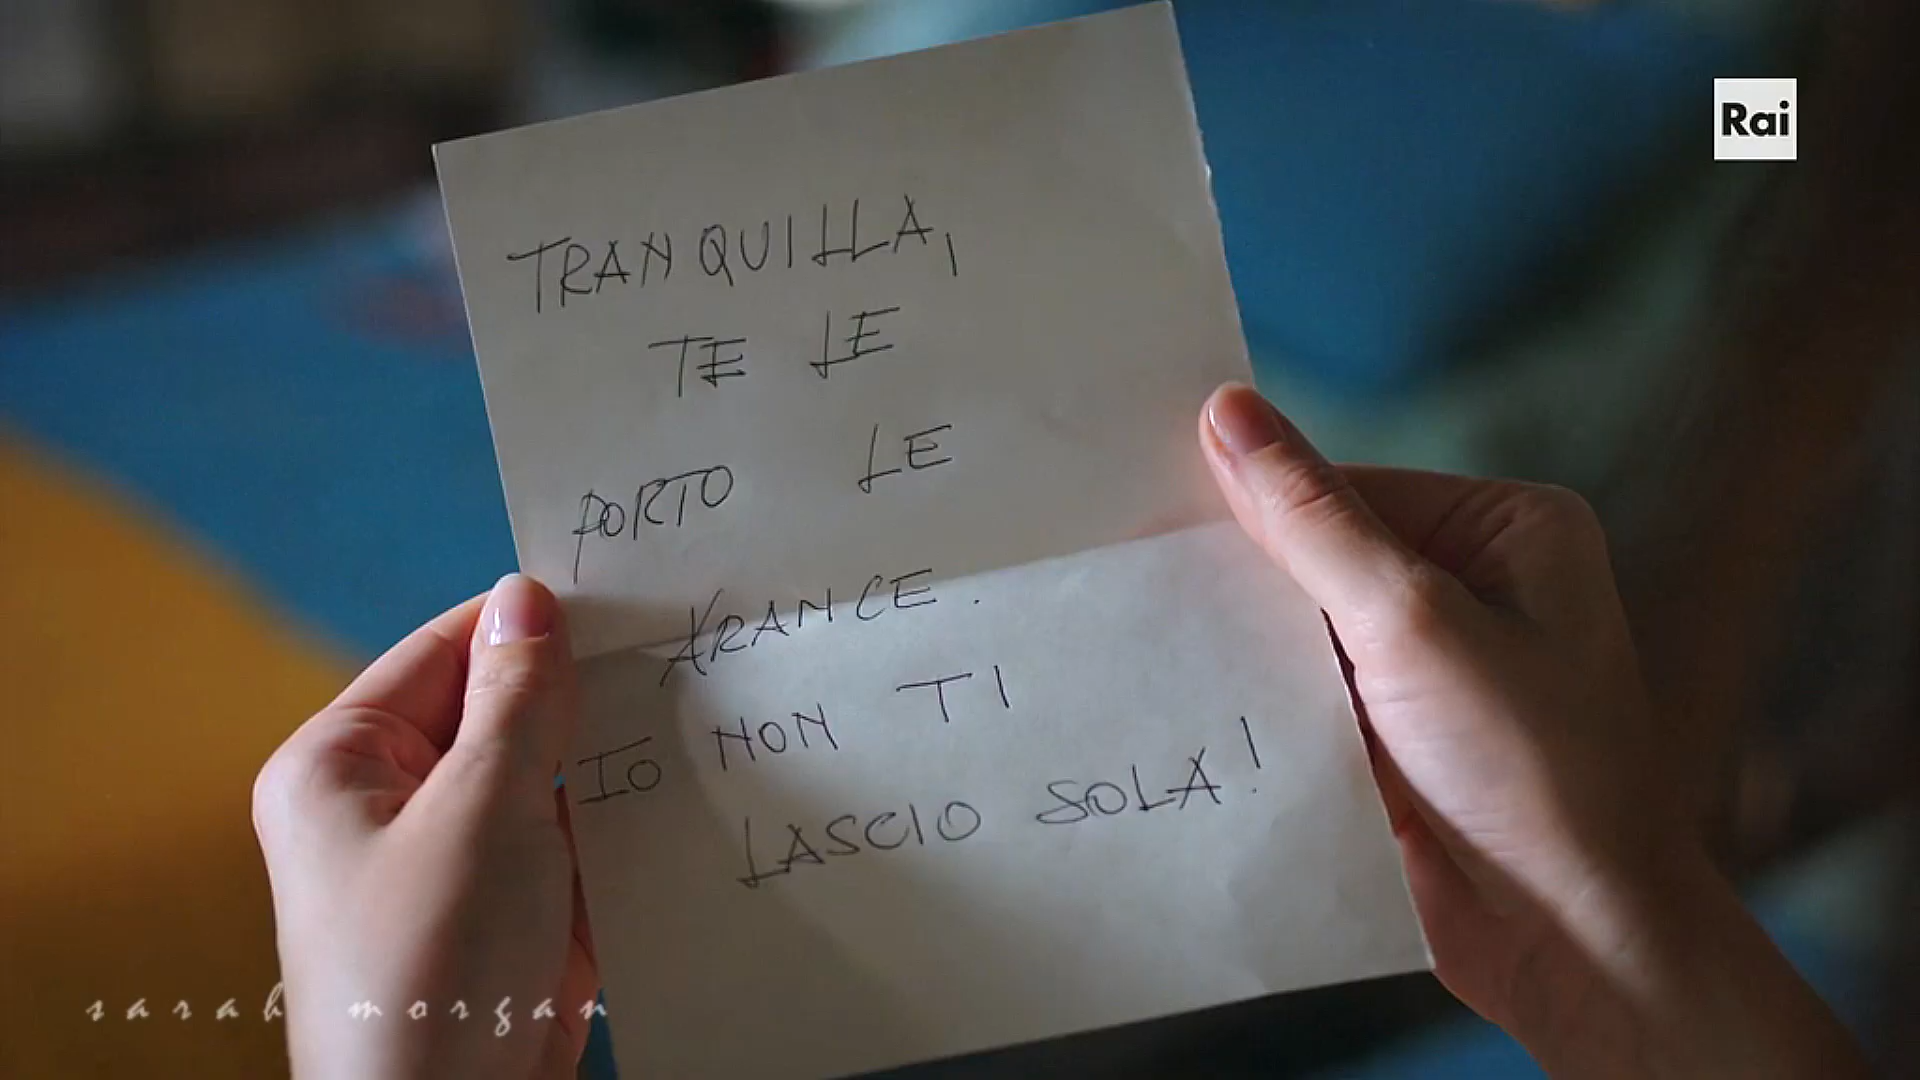 Rai
TRANQUILLA,
TE LE
PORTO LE
ARANCE.
IO NON TI
LASCIO SOLA!
sarah morgan